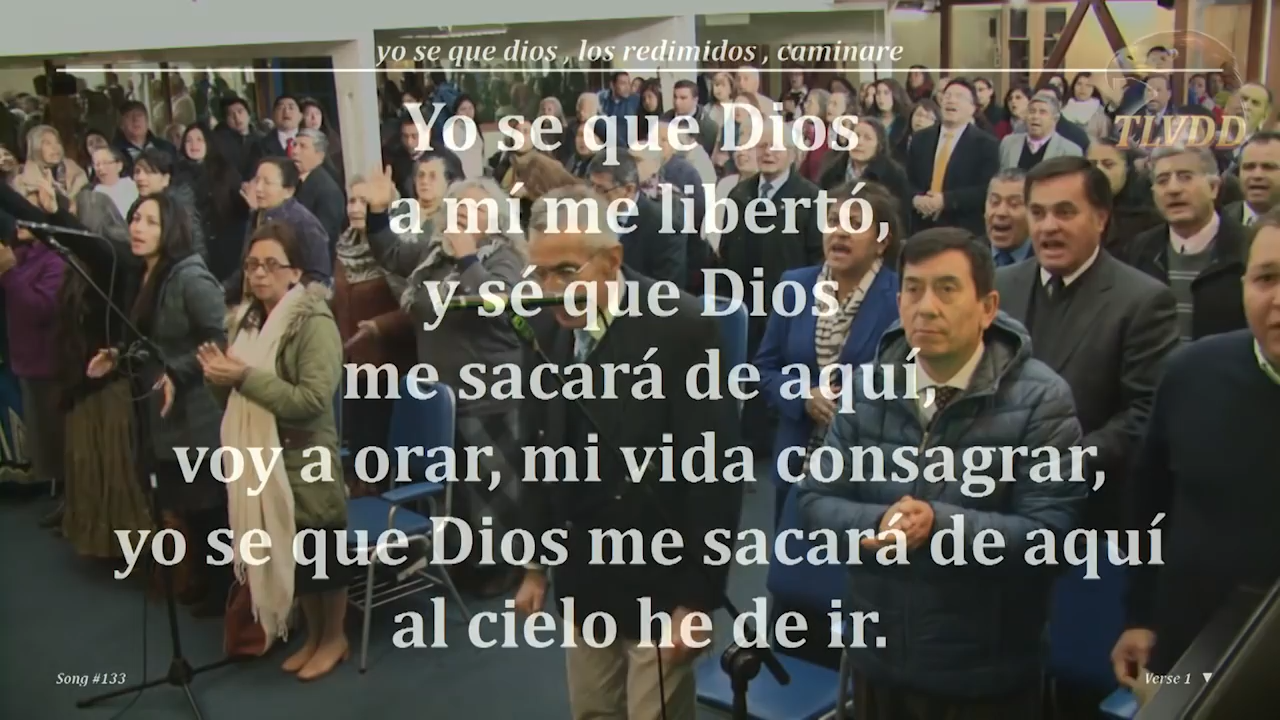 yo se que dios , los redimidos , caminare
TLVDD
Yo se que Dios
a mí me libertó,
y sé que Dios
me sacará de aquí,
voy a orar, mi vida consagrar,
yo se que Dios me sacará de aquí
al cielo he de ir.
Song #133
Verse 1 ▼